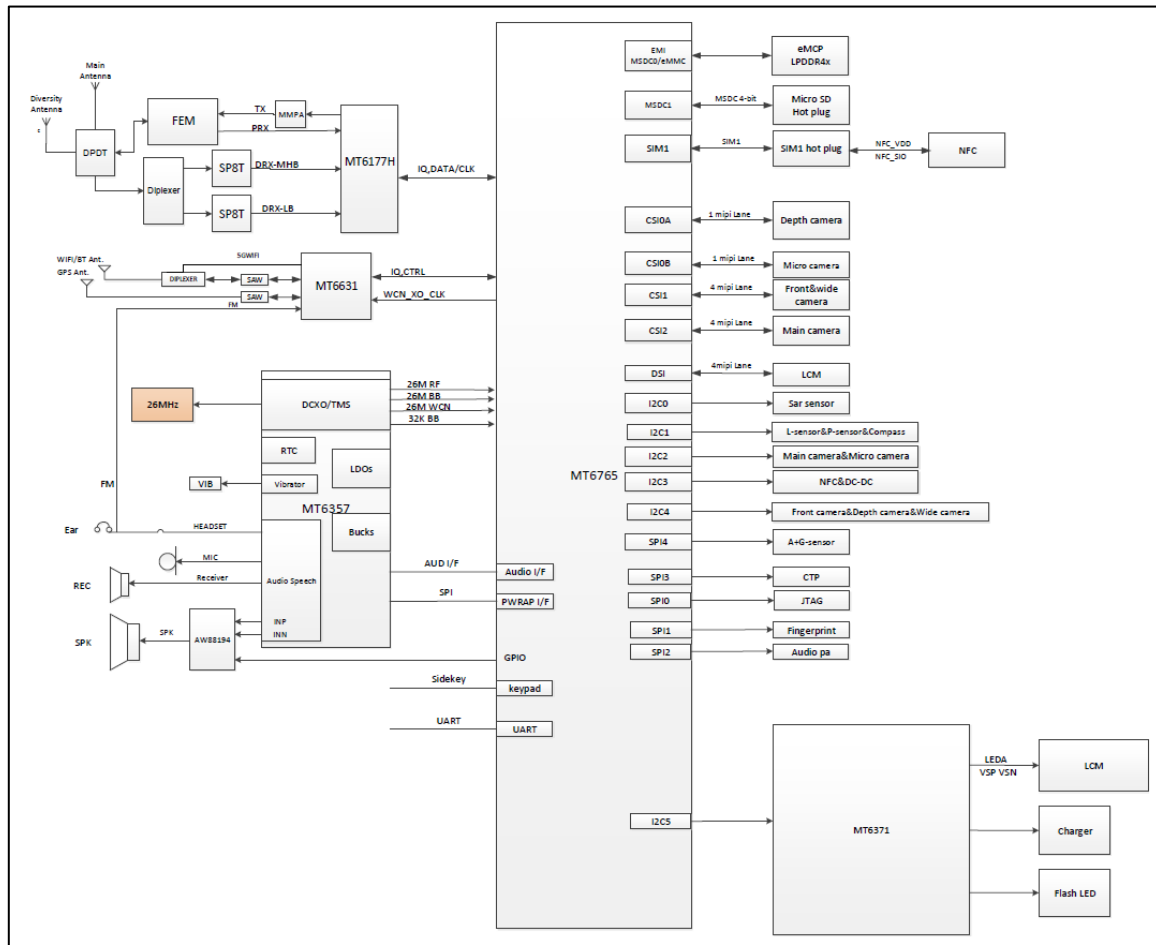 Main
Antenna
Diversity
Antenna
DPDT
FEM
TX
MMPA
PRX
MT6177H
Diplexer
SP8T
DRX-MHB
SP8T
DRX-LB
IQ,DATA/CLK
WIFI/BT Ant.
GPS Ant.
5GWIFI
DIPLEXER
SAW
SAW
FM
MT6631
IQ,CTRL
WCN_XO_CLK
26MHz
DCXO/TMS
26M RF
26M BB
26M WCN
32K BB
RTC
LDOs
VIB
Vibrator
MT6357
Bucks
FM
Ear
HEADSET
MIC
REC
Receiver
Audio Speech
SPK
SPK
AW88194
INP
INN
AUD I/F
Audio I/F
SPI
PWRAP I/F
GPIO
Sidekey
keypad
UART
UART
MT6765
EMI
MSDC0/eMMC
eMCP
LPDDR4x
MSDC1
MSDC 4-bit
Micro SD
Hot plug
SIM1
SIM1
SIM1 hot plug
NFC_VDD
NFC_SIO
NFC
CSI0A
1 mipi Lane
Depth camera
CSI0B
1 mipi Lane
Micro camera
CSI1
4 mipi Lane
Front&wide
camera
CSI2
4 mipi Lane
Main camera
DSI
4mipi Lane
LCM
I2C0
Sar sensor
I2C1
L-sensor&P-sensor&Compass
I2C2
Main camera&Micro camera
I2C3
NFC&DC-DC
I2C4
Front camera&Depth camera&Wide camera
SPI4
A+G-sensor
SPI3
CTP
SPI0
JTAG
SPI1
Fingerprint
SPI2
Audio pa
I2C5
MT6371
LEDA
VSP VSN
LCM
Charger
Flash LED